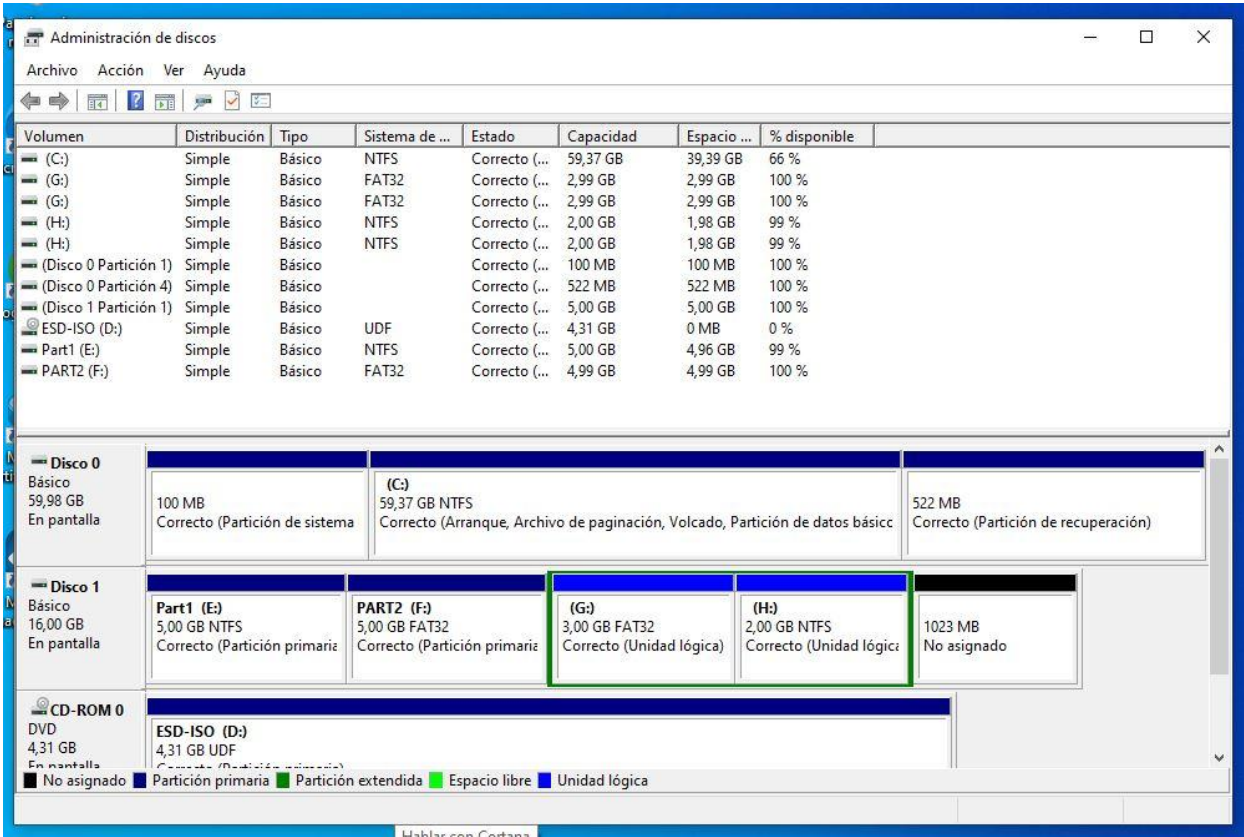 Administración de discos
Archivo Acción Ver Ayuda
Volumen Distribución Tipo Sistema de ... Estado Capacidad Espacio ... % disponible
(C:) Simple Básico NTFS Correcto (... 59,37 GB 39,39 GB 66 %
(G:) Simple Básico FAT32 Correcto (... 2,99 GB 2,99 GB 100 %
(G:) Simple Básico FAT32 Correcto (... 2,99 GB 2,99 GB 100 %
(H:) Simple Básico NTFS Correcto (... 2,00 GB 1,98 GB 99 %
(H:) Simple Básico NTFS Correcto (... 2,00 GB 1,98 GB 99 %
(Disco 0 Partición 1) Simple Básico Correcto (... 100 MB 100 MB 100 %
(Disco 0 Partición 4) Simple Básico Correcto (... 522 MB 522 MB 100 %
(Disco 1 Partición 1) Simple Básico Correcto (... 5,00 GB 5,00 GB 100 %
ESD-ISO (D:) Simple Básico UDF Correcto (... 4,31 GB 0 MB 0 %
Part1 (E:) Simple Básico NTFS Correcto (... 5,00 GB 4,96 GB 99 %
PART2 (F:) Simple Básico FAT32 Correcto (... 4,99 GB 4,99 GB 100 %
Disco 0
Básico
59,98 GB
En pantalla
100 MB
Correcto (Partición de sistema
(C:)
59,37 GB NTFS
Correcto (Arranque, Archivo de paginación, Volcado, Partición de datos básicc
522 MB
Correcto (Partición de recuperación)
Disco 1
Básico
16,00 GB
En pantalla
Part1 (E:)
5,00 GB NTFS
Correcto (Partición primaria
PART2 (F:)
5,00 GB FAT32
Correcto (Partición primaria
(G:)
3,00 GB FAT32
Correcto (Unidad lógica)
(H:)
2,00 GB NTFS
Correcto (Unidad lógica
1023 MB
No asignado
CD-ROM 0
DVD
4,31 GB
En pantalla
ESD-ISO (D:)
4,31 GB UDF
Correcto (Partición primaria)
No asignado Partición primaria Partición extendida Espacio libre Unidad lógica
Hablar con Cortana